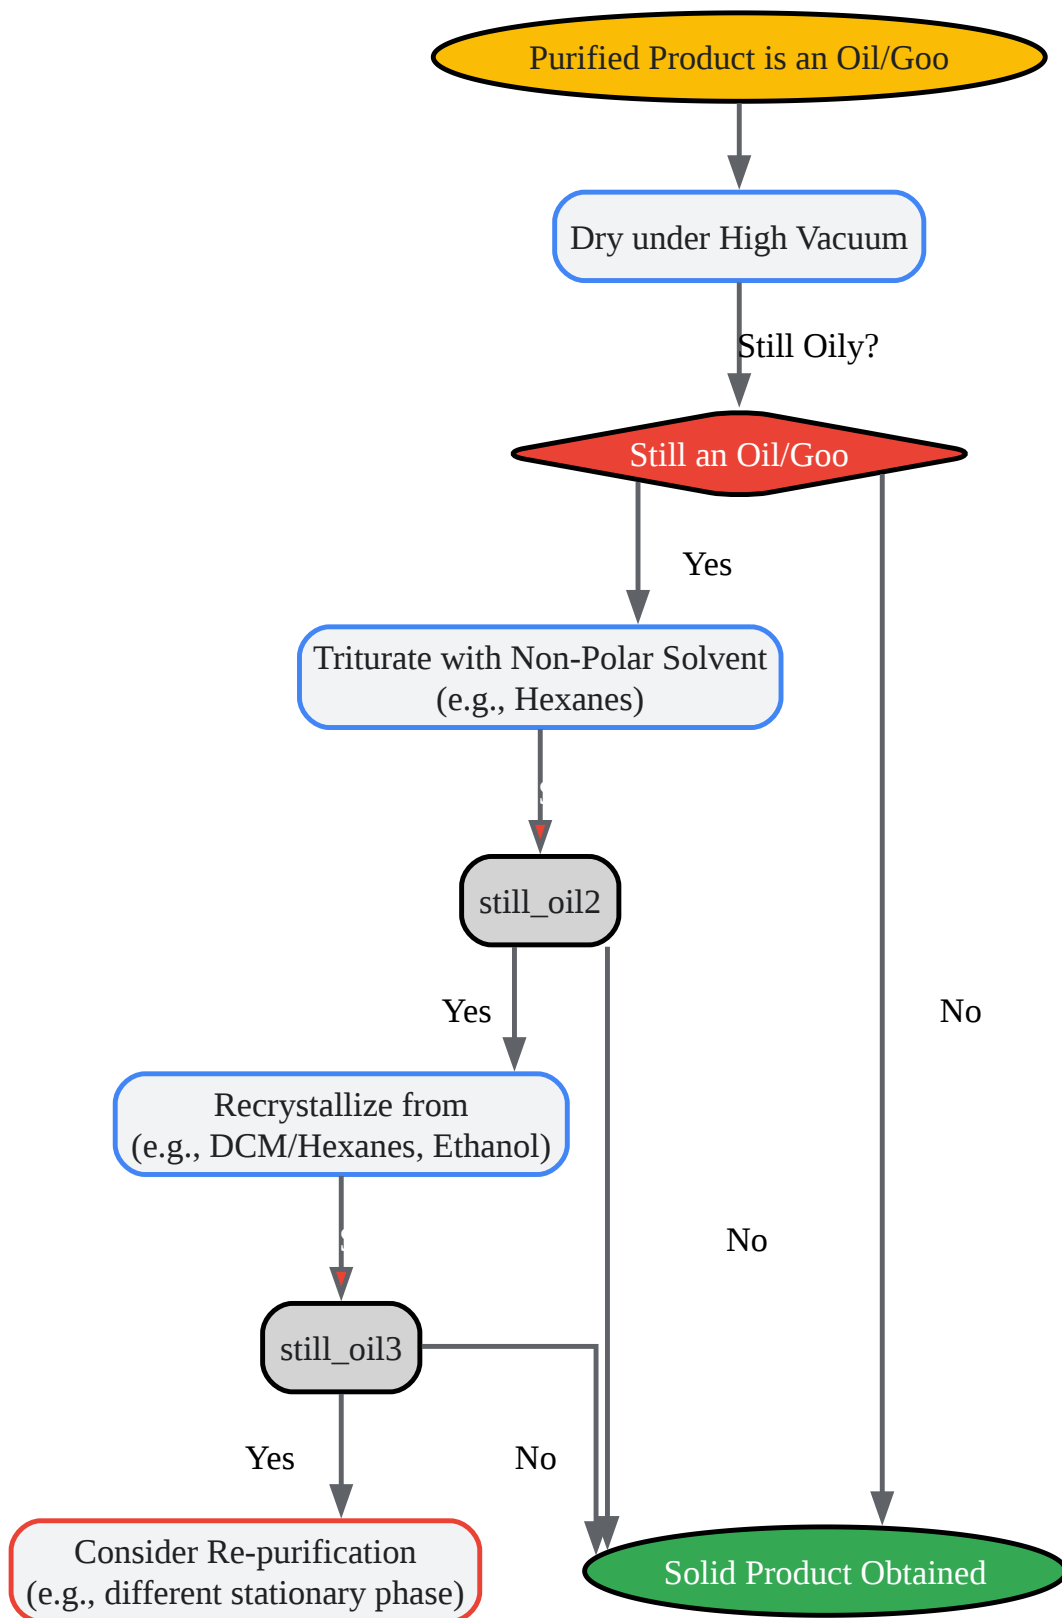 Purified Product is an Oil/Goo
Dry under High Vacuum
Still Oily?
Still an Oil/Goo
Yes
Triturate with Non-Polar Solvent
(e.g., Hexanes)
still_oil2
Yes
No
Recrystallize from
(e.g., DCM/Hexanes, Ethanol)
No
still_oil3
Yes
No
Consider Re-purification
(e.g., different stationary phase)
Solid Product Obtained